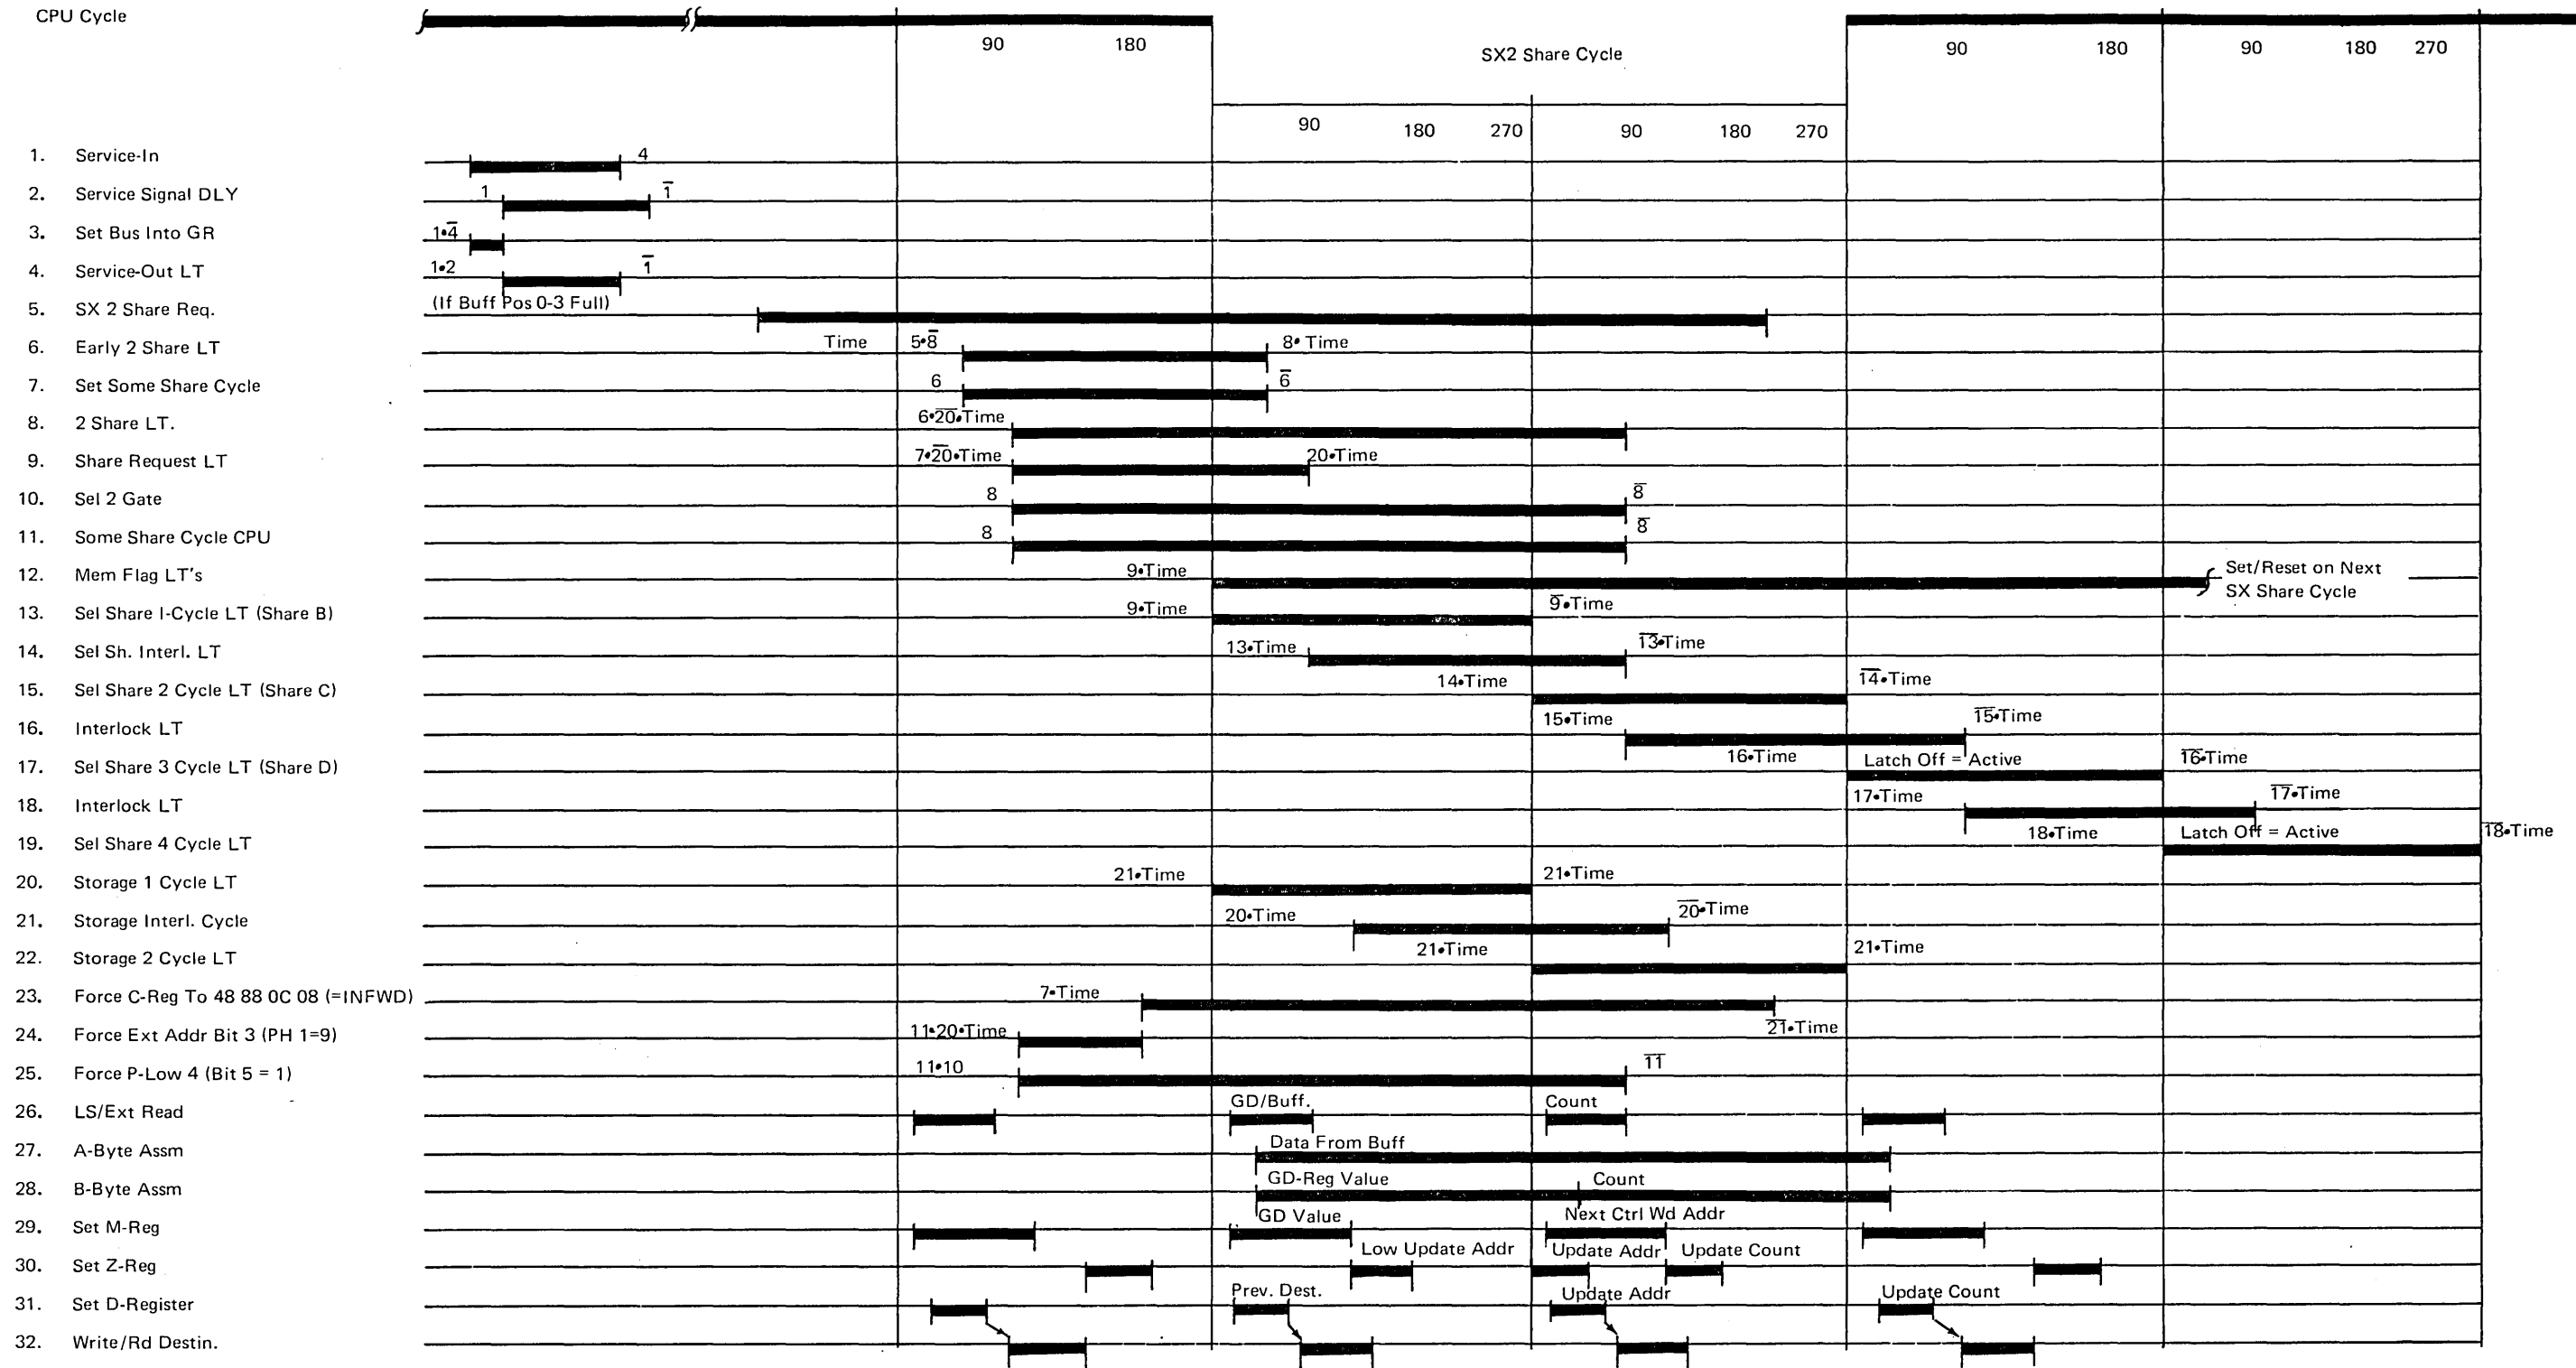 CPU Cycle
90 180 SX2 Share Cycle 90 180 90 180 270
90 180 270 90 180 270
1. Service-In 4
2. Service Signal DLY 1 1̅
3. Set Bus Into GR 1•4̅
4. Service-Out LT 1•2 1̅
(If Buff Pos 0-3 Full)
5. SX 2 Share Req.
6. Early 2 Share LT Time 5•8̅ 8• Time
7. Set Some Share Cycle 6 6̅
8. 2 Share LT. 6•2̅0̅•Time
9. Share Request LT 7•2̅0̅•Time 20•Time
10. Sel 2 Gate 8 8̅
11. Some Share Cycle CPU 8 8̅
12. Mem Flag LT's 9•Time Set/Reset on Next
SX Share Cycle
13. Sel Share I-Cycle LT (Share B) 9•Time 9̅•Time
14. Sel Sh. Interl. LT 13•Time 1̅3̅•Time
15. Sel Share 2 Cycle LT (Share C) 14•Time 1̅4̅•Time
16. Interlock LT 15•Time 1̅5̅•Time
17. Sel Share 3 Cycle LT (Share D) 16•Time Latch Off = Active 1̅6̅•Time
18. Interlock LT 17•Time 1̅7̅•Time
19. Sel Share 4 Cycle LT 18•Time Latch Off = Active 1̅8̅•Time
20. Storage 1 Cycle LT 21•Time 21•Time
21. Storage Interl. Cycle 20•Time 2̅0̅•Time
22. Storage 2 Cycle LT 21•Time 21•Time
23. Force C-Reg To 48 88 0C 08 (=INFWD) 7•Time 2̅1̅•Time
24. Force Ext Addr Bit 3 (PH 1=9) 11•20•Time
25. Force P-Low 4 (Bit 5 = 1) 11•10 1̅1̅
26. LS/Ext Read GD/Buff. Count
27. A-Byte Assm Data From Buff
28. B-Byte Assm GD-Reg Value Count
29. Set M-Reg GD Value Next Ctrl Wd Addr
30. Set Z-Reg Low Update Addr Update Addr Update Count
31. Set D-Register Prev. Dest. Update Addr Update Count
32. Write/Rd Destin.